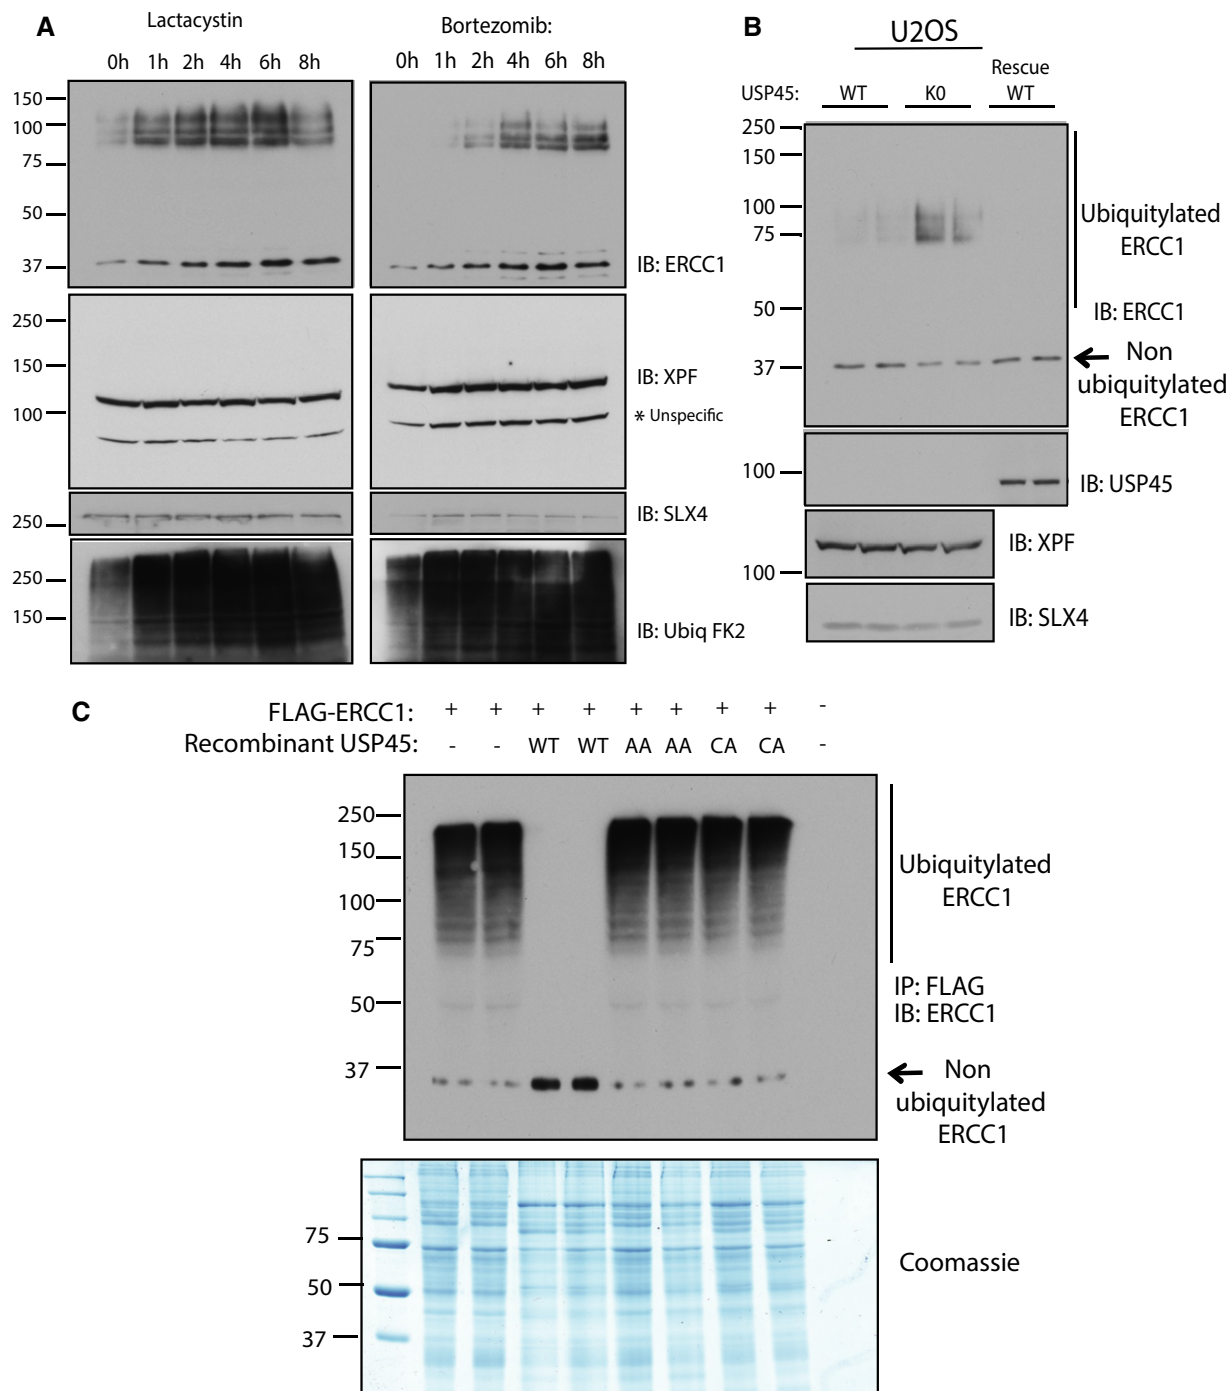 A
Lactacystin
Bortezomib:
0h 1h 2h 4h 6h 8h
0h 1h 2h 4h 6h 8h
150
100
75
50
37
IB: ERCC1
250
150
100
IB: XPF
* Unspecific
250
IB: SLX4
250
150
IB: Ubiq FK2
B
U2OS
Rescue
USP45: WT K0 WT
250
150
100
75
50
37
Ubiquitylated
ERCC1
IB: ERCC1
Non
ubiquitylated
ERCC1
100
IB: USP45
IB: XPF
100
IB: SLX4
C
FLAG-ERCC1: + + + + + + + + -
Recombinant USP45: - - WT WT AA AA CA CA -
250
150
100
75
50
37
Ubiquitylated
ERCC1
IP: FLAG
IB: ERCC1
Non
ubiquitylated
ERCC1
75
50
37
Coomassie